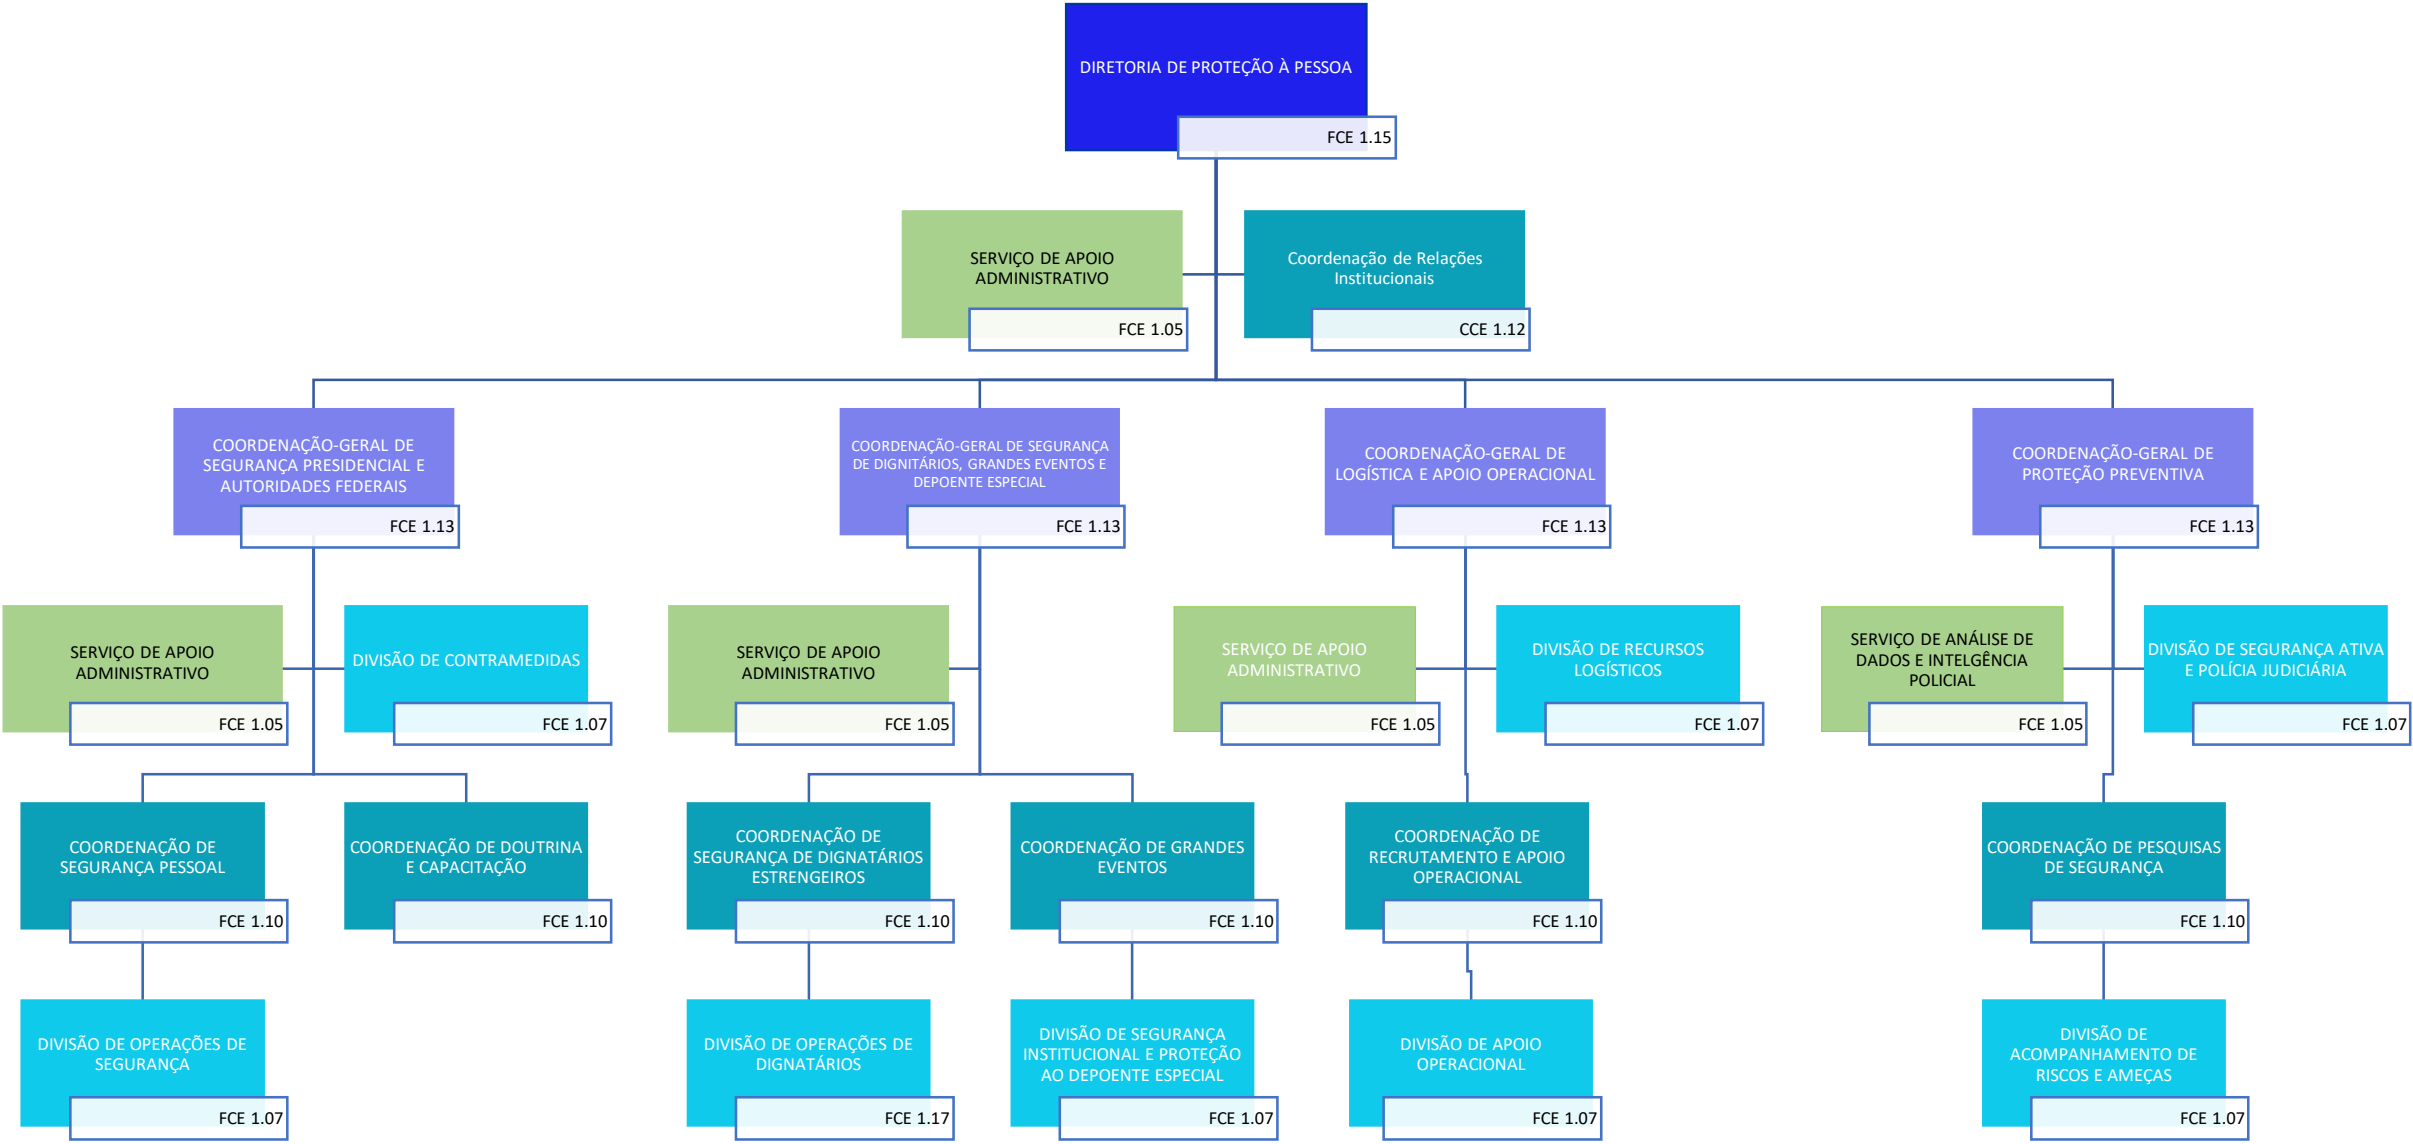 DIRETORIA DE PROTEÇÃO À PESSOA
FCE 1.15
SERVIÇO DE APOIO
ADMINISTRATIVO
FCE 1.05
Coordenação de Relações
Institucionais
CCE 1.12
COORDENAÇÃO-GERAL DE
SEGURANÇA PRESIDENCIAL E
AUTORIDADES FEDERAIS
FCE 1.13
COORDENAÇÃO-GERAL DE SEGURANÇA
DE DIGNITÁRIOS, GRANDES EVENTOS E
DEPOENTE ESPECIAL
FCE 1.13
COORDENAÇÃO-GERAL DE
LOGÍSTICA E APOIO OPERACIONAL
FCE 1.13
COORDENAÇÃO-GERAL DE
PROTEÇÃO PREVENTIVA
FCE 1.13
SERVIÇO DE APOIO
ADMINISTRATIVO
FCE 1.05
DIVISÃO DE CONTRAMEDIDAS
FCE 1.07
SERVIÇO DE APOIO
ADMINISTRATIVO
FCE 1.05
SERVIÇO DE APOIO
ADMINISTRATIVO
FCE 1.05
DIVISÃO DE RECURSOS
LOGÍSTICOS
FCE 1.07
SERVIÇO DE ANÁLISE DE
DADOS E INTELGÊNCIA
POLICIAL
FCE 1.05
DIVISÃO DE SEGURANÇA ATIVA
E POLÍCIA JUDICIÁRIA
FCE 1.07
COORDENAÇÃO DE
SEGURANÇA PESSOAL
FCE 1.10
COORDENAÇÃO DE DOUTRINA
E CAPACITAÇÃO
FCE 1.10
COORDENAÇÃO DE
SEGURANÇA DE DIGNATÁRIOS
ESTRENGEIROS
FCE 1.10
COORDENAÇÃO DE GRANDES
EVENTOS
FCE 1.10
COORDENAÇÃO DE
RECRUTAMENTO E APOIO
OPERACIONAL
FCE 1.10
COORDENAÇÃO DE PESQUISAS
DE SEGURANÇA
FCE 1.10
DIVISÃO DE OPERAÇÕES DE
SEGURANÇA
FCE 1.07
DIVISÃO DE OPERAÇÕES DE
DIGNATÁRIOS
FCE 1.17
DIVISÃO DE SEGURANÇA
INSTITUCIONAL E PROTEÇÃO
AO DEPOENTE ESPECIAL
FCE 1.07
DIVISÃO DE APOIO
OPERACIONAL
FCE 1.07
DIVISÃO DE
ACOMPANHAMENTO DE
RISCOS E AMEÇAS
FCE 1.07